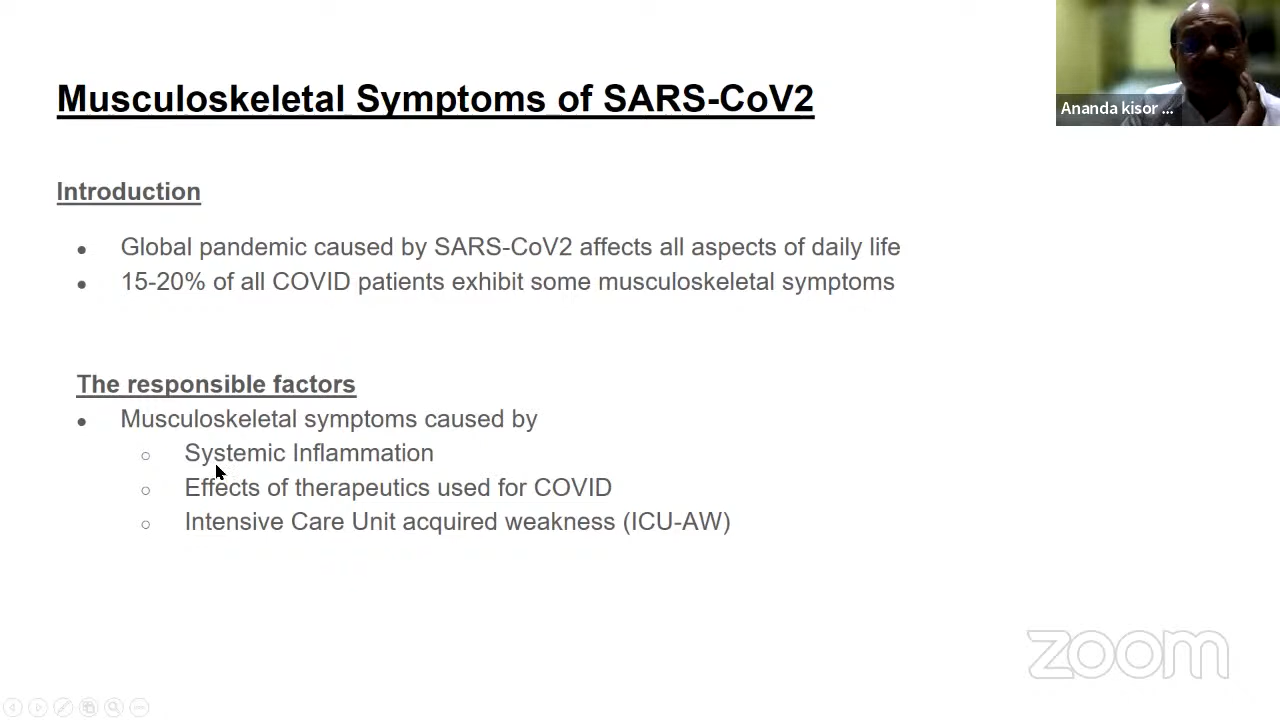 Musculoskeletal Symptoms of SARS-CoV2
Ananda kisor ...
Introduction
Global pandemic caused by SARS-CoV2 affects all aspects of daily life
15-20% of all COVID patients exhibit some musculoskeletal symptoms
The responsible factors
Musculoskeletal symptoms caused by
Systemic Inflammation
Effects of therapeutics used for COVID
Intensive Care Unit acquired weakness (ICU-AW)
zoom